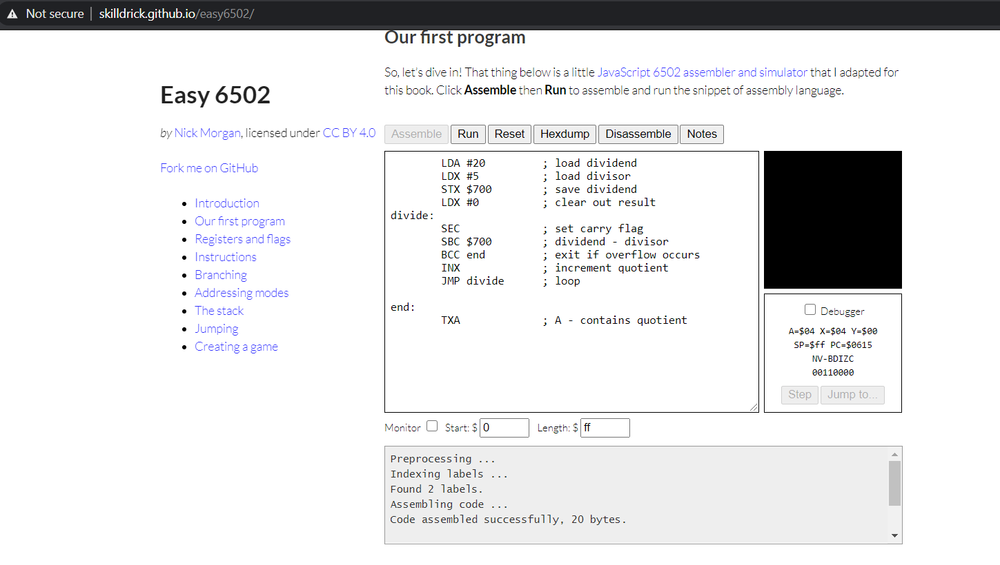 Not secure | skilldrick.github.io/easy6502/
Easy 6502
by Nick Morgan, licensed under CC BY 4.0
Fork me on GitHub
Introduction
Our first program
Registers and flags
Instructions
Branching
Addressing modes
The stack
Jumping
Creating a game
Our first program
So, let's dive in! That thing below is a little JavaScript 6502 assembler and simulator that I adapted for
this book. Click Assemble then Run to assemble and run the snippet of assembly language.
Assemble Run Reset Hexdump Disassemble Notes
LDA #20 ; load dividend
LDX #5 ; load divisor
STX $700 ; save dividend
LDX #0 ; clear out result
divide:
SEC ; set carry flag
SBC $700 ; dividend - divisor
BCC end ; exit if overflow occurs
INX ; increment quotient
JMP divide ; loop
end:
TXA ; A - contains quotient
Debugger
A=$04 X=$04 Y=$00
SP=$ff PC=$0615
NV-BDIZC
00110000
Step Jump to...
Monitor Start: $ 0 Length: $ ff
Preprocessing ...
Indexing labels ...
Found 2 labels.
Assembling code ...
Code assembled successfully, 20 bytes.